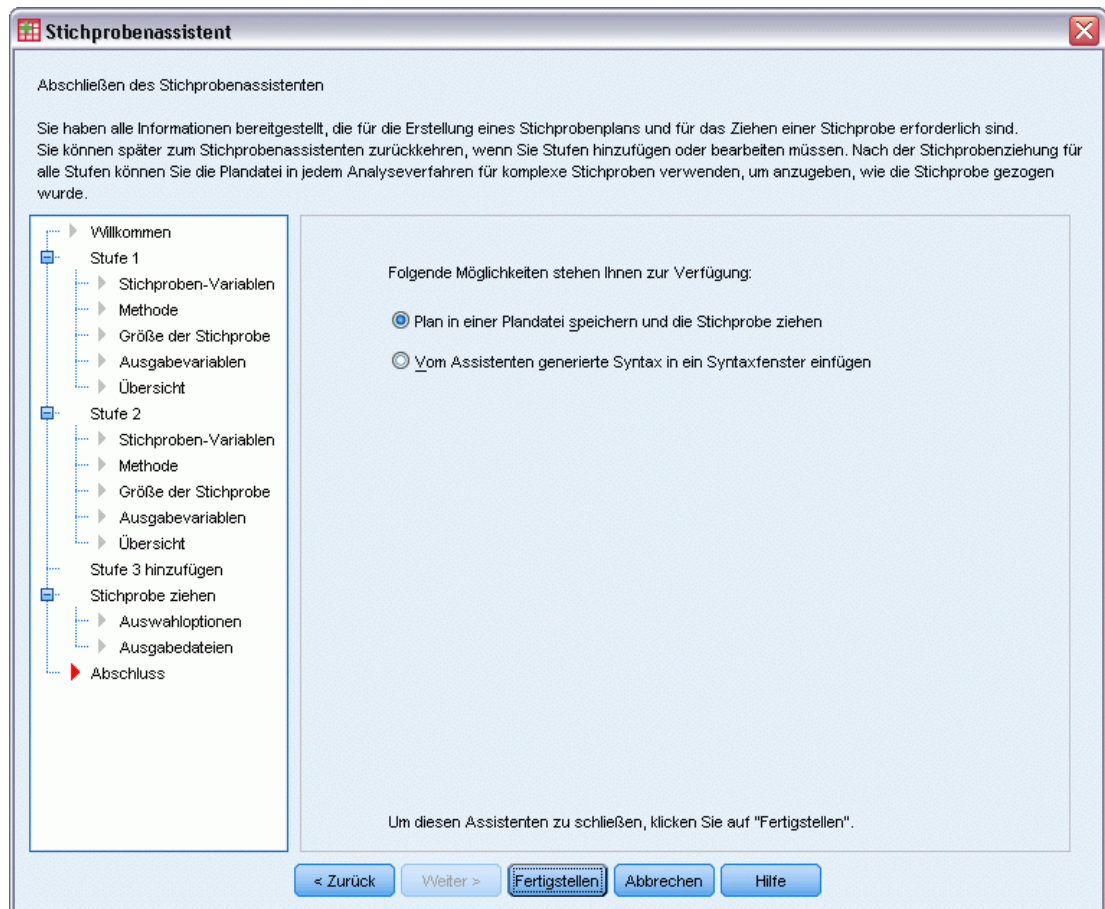 Stichprobenassistent
Abschließen des Stichprobenassistenten
Sie haben alle Informationen bereitgestellt, die für die Erstellung eines Stichprobenplans und für das Ziehen einer Stichprobe erforderlich sind.
Sie können später zum Stichprobenassistenten zurückkehren, wenn Sie Stufen hinzufügen oder bearbeiten müssen. Nach der Stichprobenziehung für
alle Stufen können Sie die Plandatei in jedem Analyseverfahren für komplexe Stichproben verwenden, um anzugeben, wie die Stichprobe gezogen
wurde.
Willkommen
Stufe 1
Stichproben-Variablen
Methode
Größe der Stichprobe
Ausgabevariablen
Übersicht
Stufe 2
Stichproben-Variablen
Methode
Größe der Stichprobe
Ausgabevariablen
Übersicht
Stufe 3 hinzufügen
Stichprobe ziehen
Auswahloptionen
Ausgabedateien
Abschluss
Folgende Möglichkeiten stehen Ihnen zur Verfügung:
Plan in einer Plandatei speichern und die Stichprobe ziehen
Vom Assistenten generierte Syntax in ein Syntaxfenster einfügen
Um diesen Assistenten zu schließen, klicken Sie auf "Fertigstellen".
< Zurück
Weiter >
Fertigstellen
Abbrechen
Hilfe